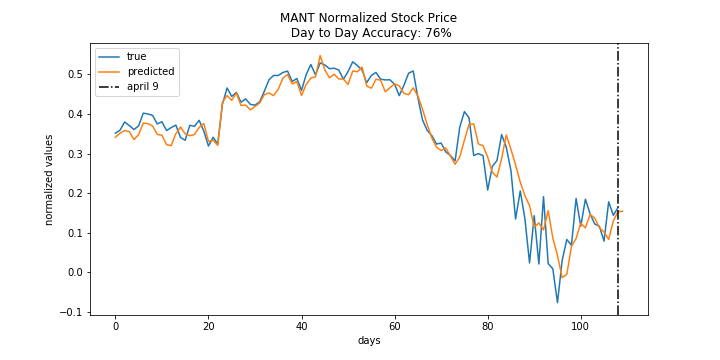 MANT Normalized Stock Price
Day to Day Accuracy: 76%
true
predicted
april 9
normalized values
0.5
0.4
0.3
0.2
0.1
0.0
−0.1
0
20
40
60
80
100
days